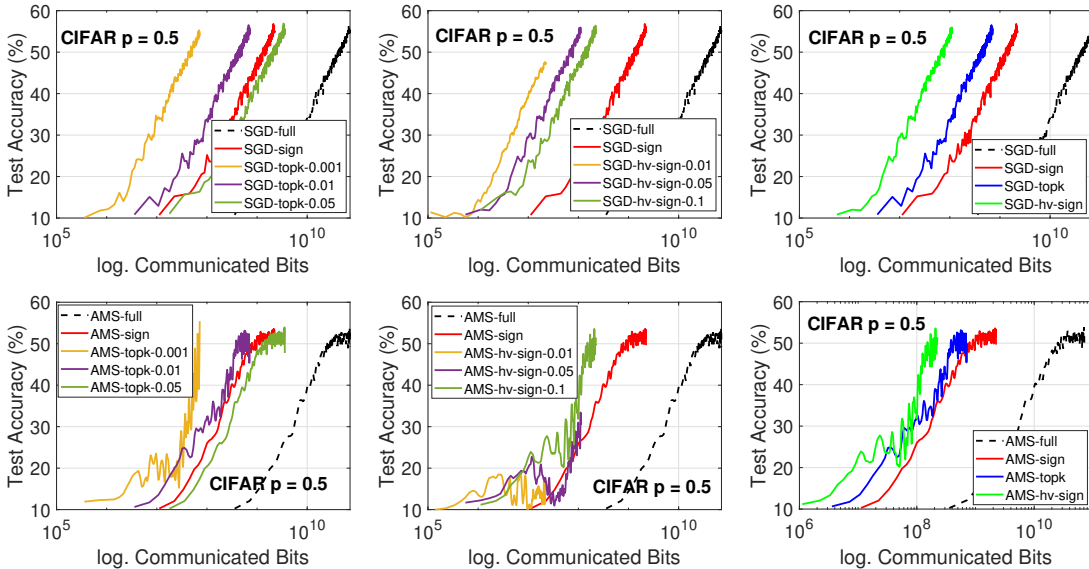 CIFAR p = 0.5
Test Accuracy (%)
60
50
40
30
20
10
SGD-full
SGD-sign
SGD-topk-0.001
SGD-topk-0.01
SGD-topk-0.05
10^5
10^10
log. Communicated Bits
CIFAR p = 0.5
Test Accuracy (%)
60
50
40
30
20
10
SGD-full
SGD-sign
SGD-hv-sign-0.01
SGD-hv-sign-0.05
SGD-hv-sign-0.1
10^5
10^10
log. Communicated Bits
CIFAR p = 0.5
Test Accuracy (%)
60
50
40
30
20
10
SGD-full
SGD-sign
SGD-topk
SGD-hv-sign
10^5
10^10
log. Communicated Bits
Test Accuracy (%)
60
50
40
30
20
10
AMS-full
AMS-sign
AMS-topk-0.001
AMS-topk-0.01
AMS-topk-0.05
CIFAR p = 0.5
10^5
10^10
log. Communicated Bits
Test Accuracy (%)
60
50
40
30
20
10
AMS-full
AMS-sign
AMS-hv-sign-0.01
AMS-hv-sign-0.05
AMS-hv-sign-0.1
CIFAR p = 0.5
10^5
10^10
log. Communicated Bits
CIFAR p = 0.5
Test Accuracy (%)
60
50
40
30
20
10
AMS-full
AMS-sign
AMS-topk
AMS-hv-sign
10^6
10^8
10^10
log. Communicated Bits